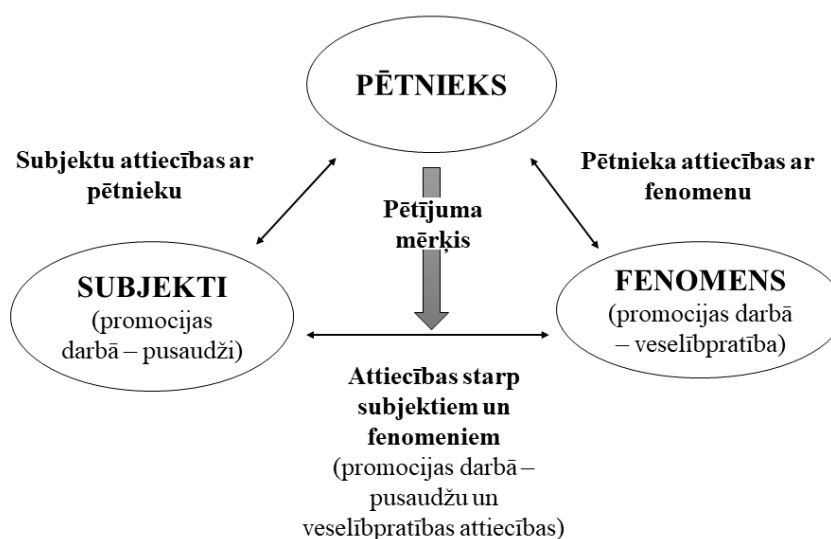 PĒTNIEKS
Subjektu attiecības ar
pētnieku
Pētnieka attiecības ar
fenomenu
Pētījuma
mērķis
SUBJEKTI
(promocijas
darbā – pusaudži)
FENOMENS
(promocijas darbā
– veselībpratība)
Attiecības starp
subjektiem un
fenomeniem
(promocijas darbā –
pusaudžu un
veselībpratības attiecības)